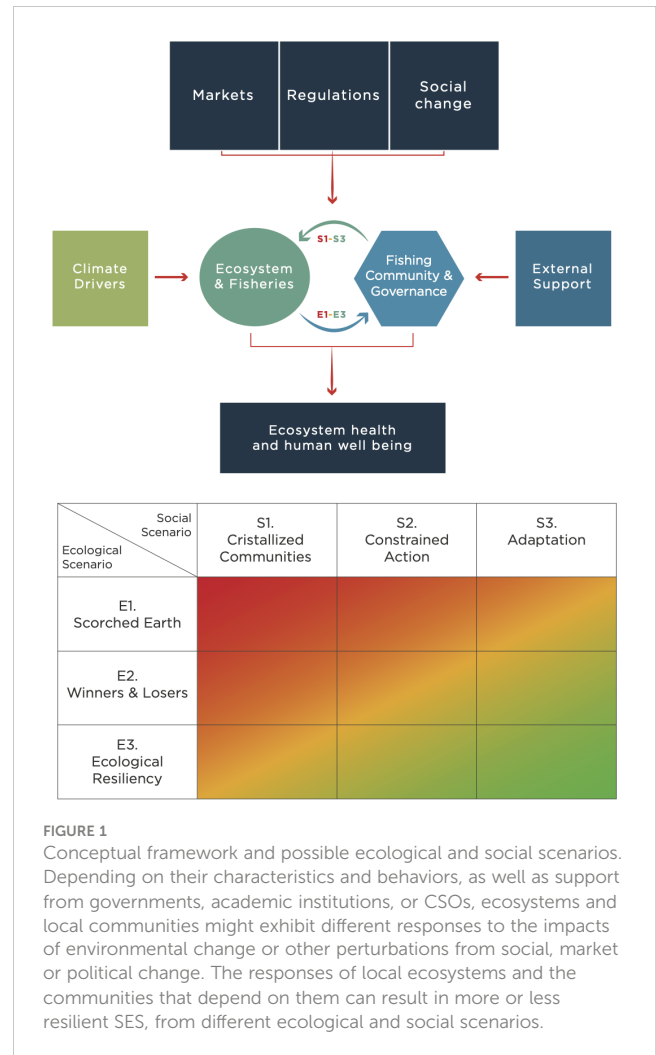 Markets
Regulations
Social
change
S1-S3
Climate
Drivers
Ecosystem
& Fisheries
Fishing
Community &
Governance
External
Support
E1-E3
Ecosystem health
and human well being
Social
Scenario
Ecological
Scenario
S1.
Cristallized
Communities
S2.
Constrained
Action
S3.
Adaptation
E1.
Scorched Earth
E2.
Winners & Losers
E3.
Ecological
Resiliency
FIGURE 1
Conceptual framework and possible ecological and social scenarios.
Depending on their characteristics and behaviors, as well as support
from governments, academic institutions, or CSOs, ecosystems and
local communities might exhibit different responses to the impacts
of environmental change or other perturbations from social, market
or political change. The responses of local ecosystems and the
communities that depend on them can result in more or less
resilient SES, from different ecological and social scenarios.